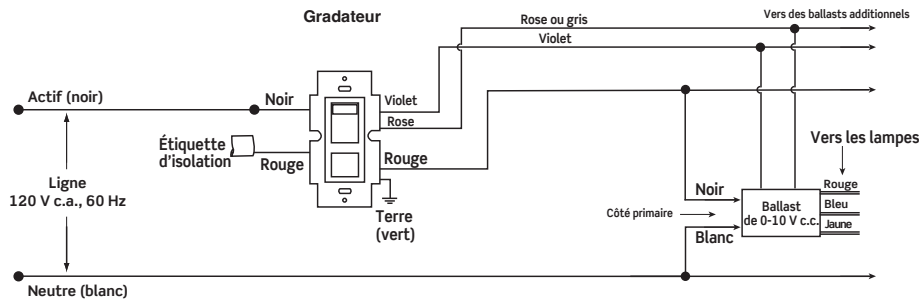 Gradateur
Rose ou gris
Vers des ballasts additionnels
Violet
Actif (noir)
Noir
Violet
Rose
Étiquette
d'isolation
Rouge
Rouge
Vers les lampes
Ligne
120 V c.a., 60 Hz
Terre
(vert)
Côté primaire
Noir
Blanc
Ballast
de 0-10 V c.c.
Rouge
Bleu
Jaune
Neutre (blanc)